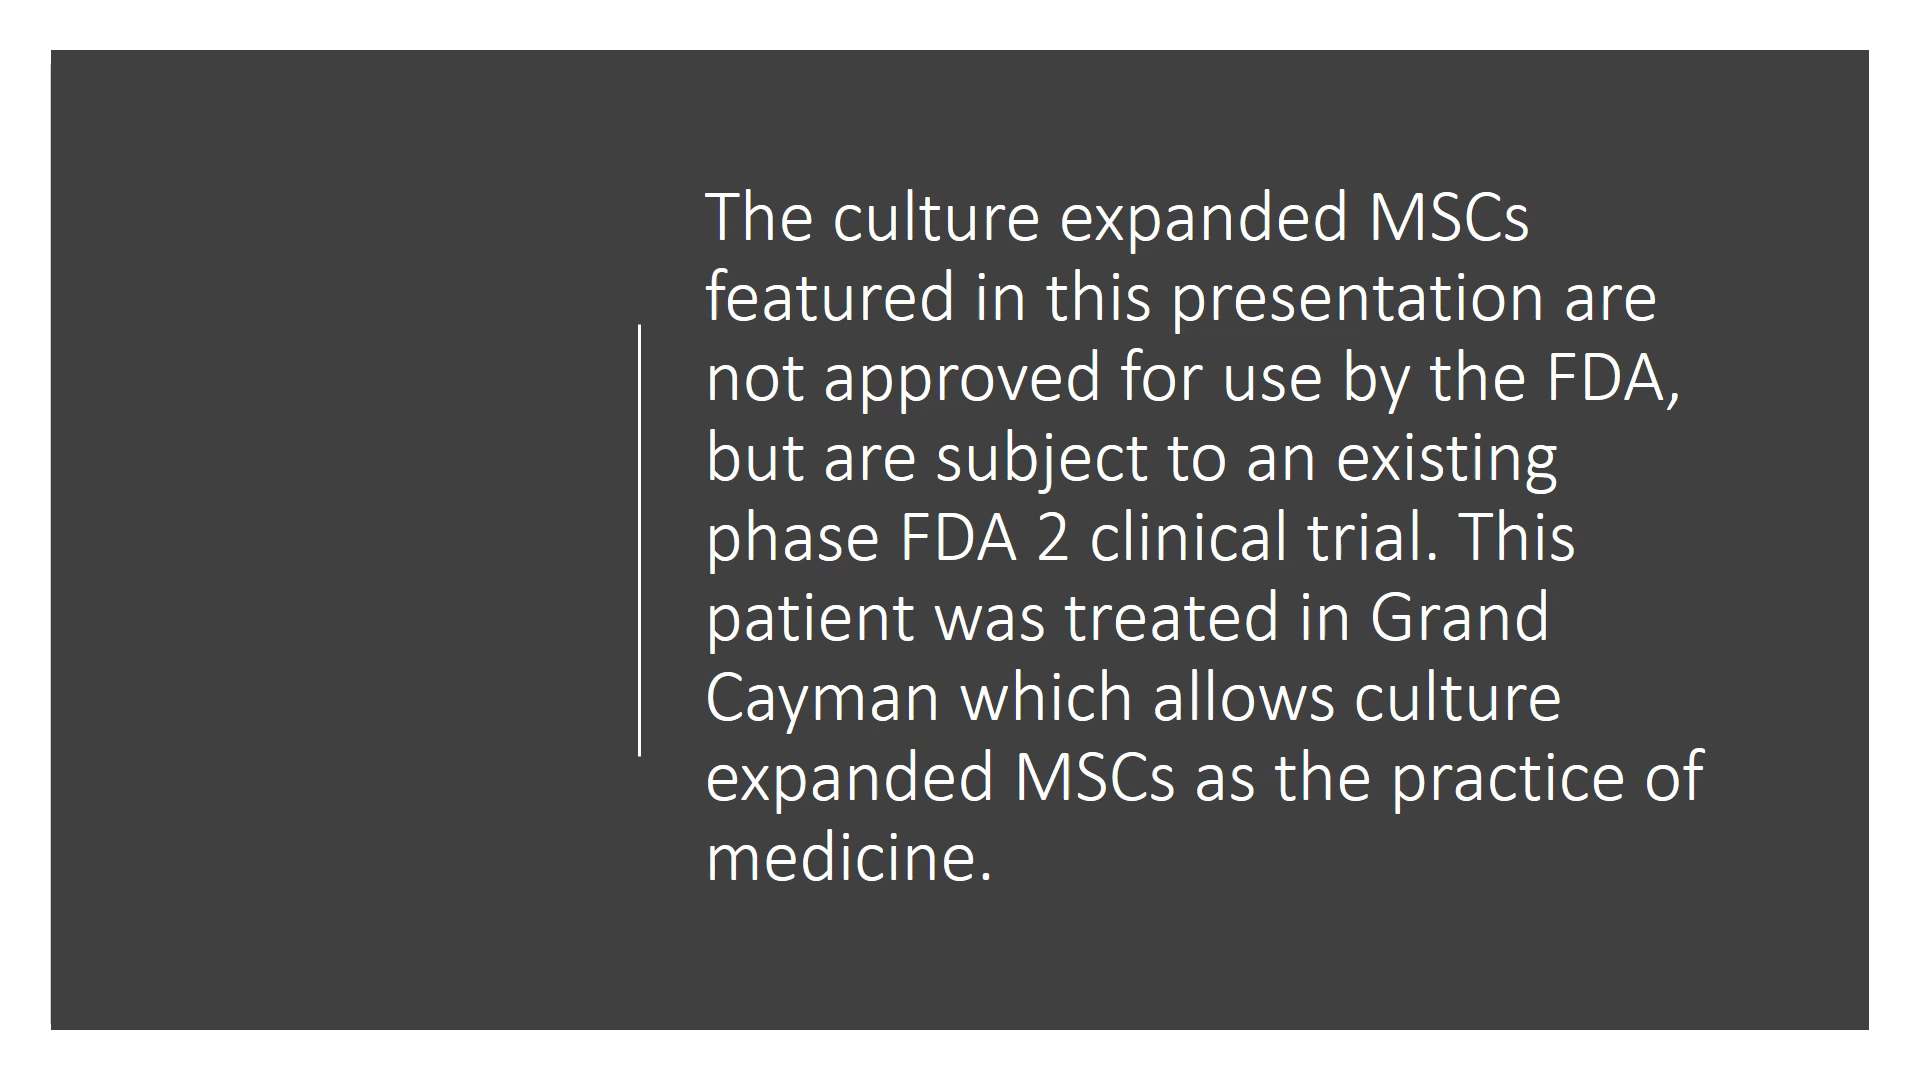 The culture expanded MSCs
featured in this presentation are
not approved for use by the FDA,
but are subject to an existing
phase FDA 2 clinical trial. This
patient was treated in Grand
Cayman which allows culture
expanded MSCs as the practice of
medicine.